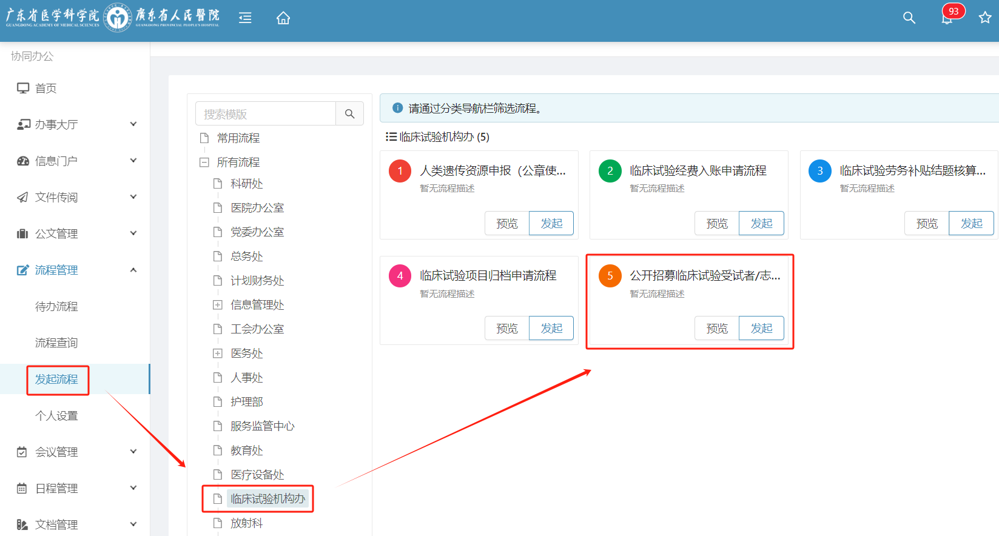 广东省医学科学院
GUANGDONG ACADEMY OF MEDICAL SCIENCES
廣东省人民醫院
GUANGDONG PROVINCIAL PEOPLE'S HOSPITAL
93
协同办公
首页
办事大厅
信息门户
文件传阅
公文管理
流程管理
待办流程
流程查询
发起流程
个人设置
会议管理
日程管理
文档管理
搜索模版
常用流程
所有流程
科研处
医院办公室
党委办公室
总务处
计划财务处
信息管理处
工会办公室
医务处
人事处
护理部
服务监管中心
教育处
医疗设备处
临床试验机构办
放射科
请通过分类导航栏筛选流程。
临床试验机构办 (5)
1 人类遗传资源申报（公章使...
暂无流程描述
预览 发起
2 临床试验经费入账申请流程
暂无流程描述
预览 发起
3 临床试验劳务补贴结题核算...
暂无流程描述
预览 发起
4 临床试验项目归档申请流程
暂无流程描述
预览 发起
5 公开招募临床试验受试者/志...
暂无流程描述
预览 发起